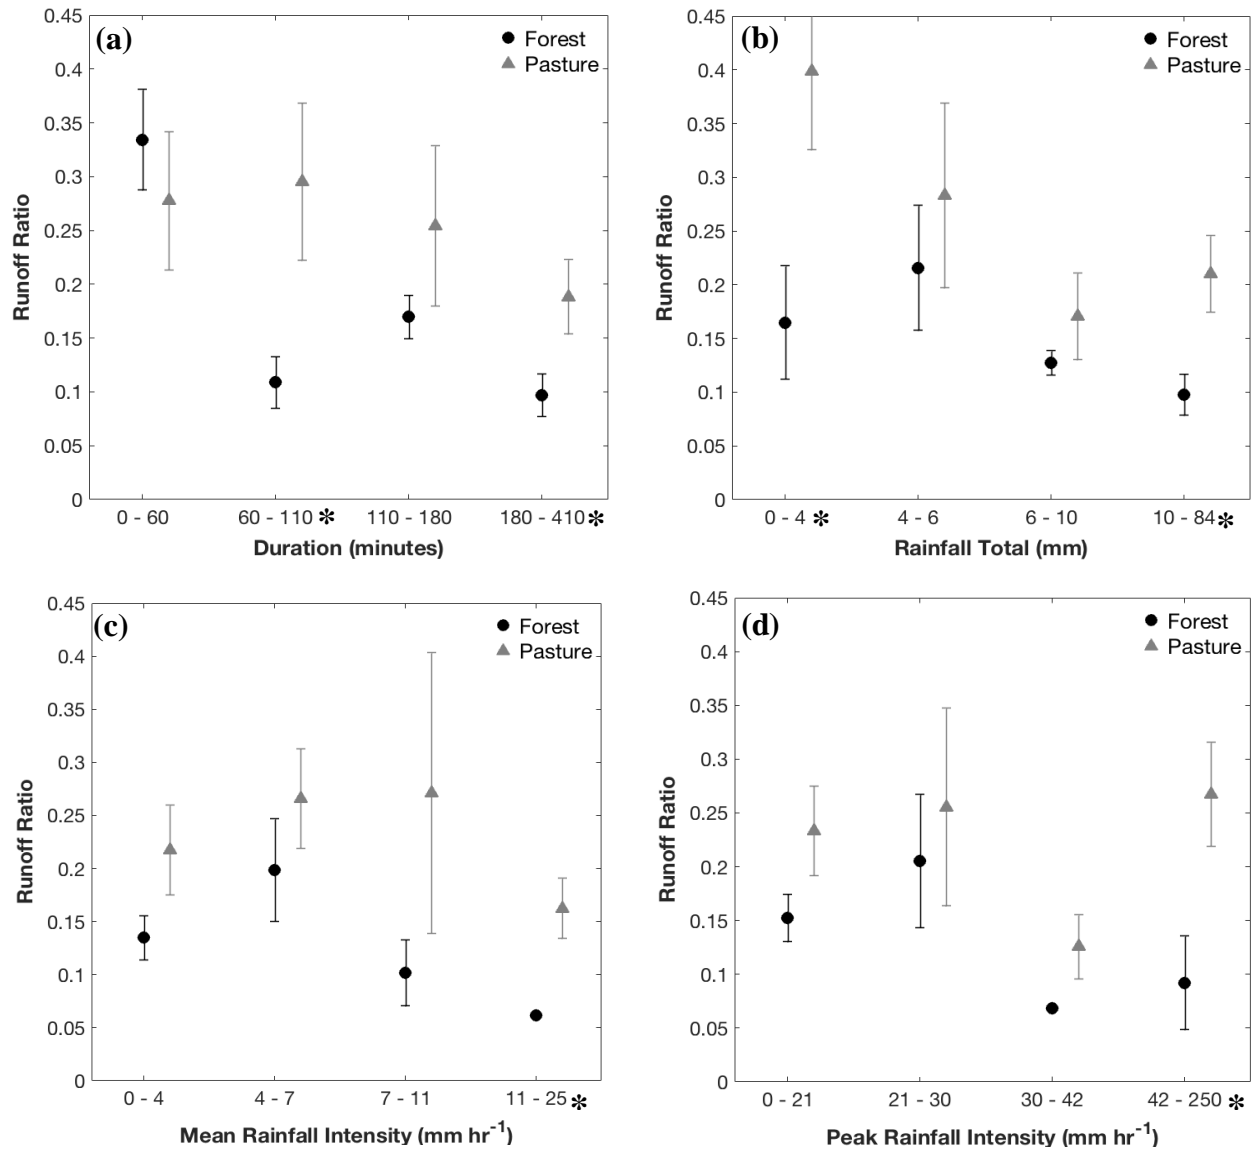 (a)
Forest
Pasture
0.45
0.4
0.35
0.3
0.25
0.2
0.15
0.1
0.05
0
Runoff Ratio
0 - 60
60 - 110 *
110 - 180
180 - 410 *
Duration (minutes)
(b)
Forest
Pasture
0.45
0.4
0.35
0.3
0.25
0.2
0.15
0.1
0.05
0
Runoff Ratio
0 - 4 *
4 - 6
6 - 10
10 - 84 *
Rainfall Total (mm)
(c)
Forest
Pasture
0.45
0.4
0.35
0.3
0.25
0.2
0.15
0.1
0.05
0
Runoff Ratio
0 - 4
4 - 7
7 - 11
11 - 25 *
Mean Rainfall Intensity (mm hr⁻¹)
(d)
Forest
Pasture
0.45
0.4
0.35
0.3
0.25
0.2
0.15
0.1
0.05
0
Runoff Ratio
0 - 21
21 - 30
30 - 42
42 - 250 *
Peak Rainfall Intensity (mm hr⁻¹)